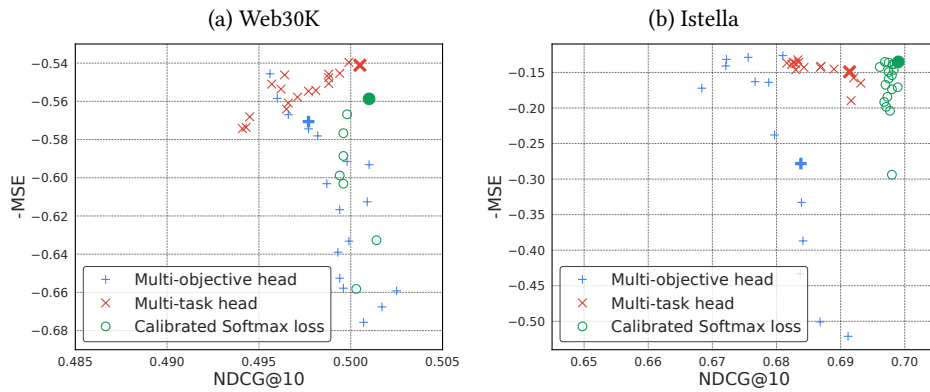 (a) Web30K
-MSE
−0.54
−0.56
−0.58
−0.60
−0.62
−0.64
−0.66
−0.68
Multi-objective head
Multi-task head
Calibrated Softmax loss
0.485
0.490
0.495
0.500
0.505
NDCG@10
(b) Istella
-MSE
−0.15
−0.20
−0.25
−0.30
−0.35
−0.40
−0.45
−0.50
Multi-objective head
Multi-task head
Calibrated Softmax loss
0.65
0.66
0.67
0.68
0.69
0.70
NDCG@10